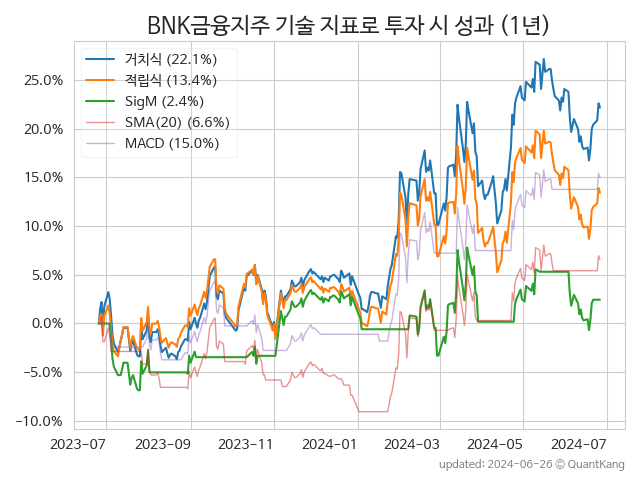 BNK금융지주 기술 지표로 투자 시 성과 (1년)
거치식 (22.1%)
적립식 (13.4%)
SigM (2.4%)
SMA(20) (6.6%)
MACD (15.0%)
25.0%
20.0%
15.0%
10.0%
5.0%
0.0%
−5.0%
−10.0%
2023-07 2023-09 2023-11 2024-01 2024-03 2024-05 2024-07
updated: 2024-06-26 © QuantKang